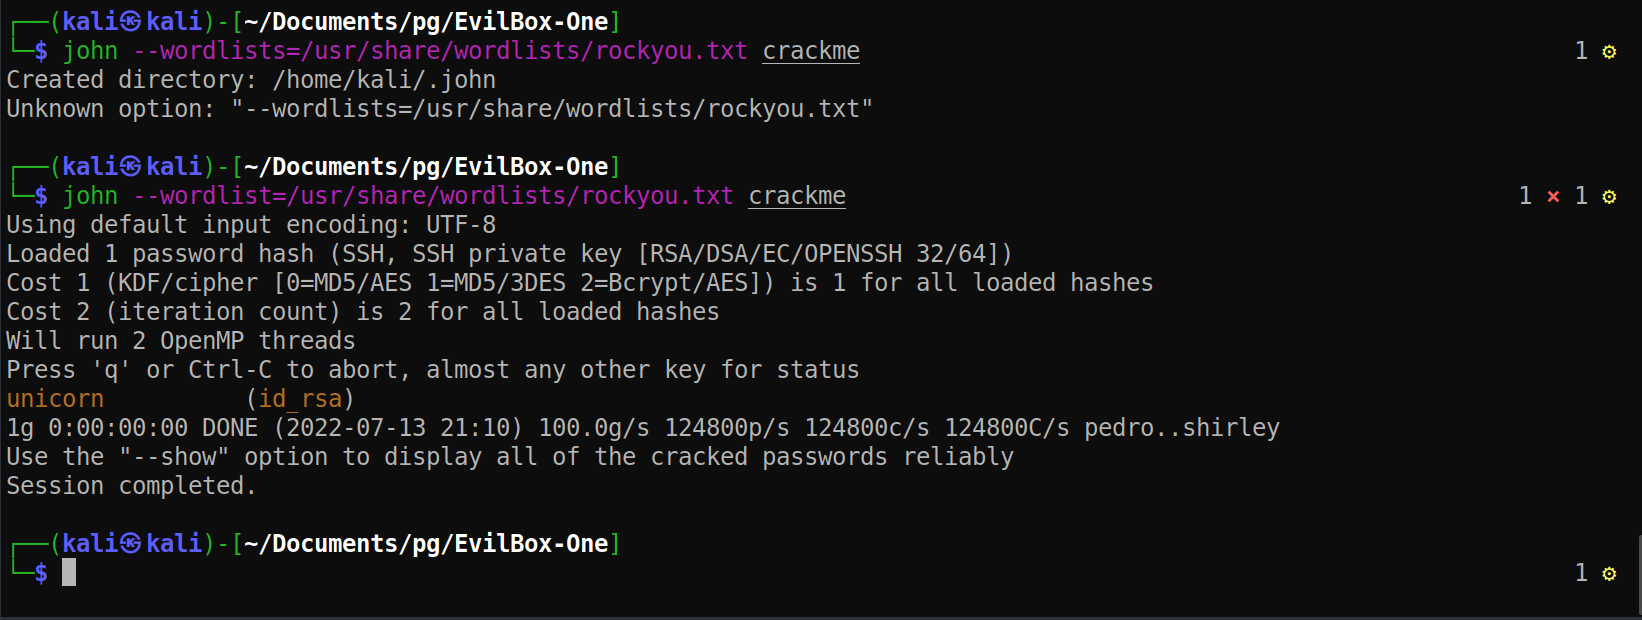 ┌──(kali㉿kali)-[~/Documents/pg/EvilBox-One]
└─$ john --wordlists=/usr/share/wordlists/rockyou.txt crackme 1 ⚙
Created directory: /home/kali/.john
Unknown option: "--wordlists=/usr/share/wordlists/rockyou.txt"
┌──(kali㉿kali)-[~/Documents/pg/EvilBox-One]
└─$ john --wordlist=/usr/share/wordlists/rockyou.txt crackme 1 ⨯ 1 ⚙
Using default input encoding: UTF-8
Loaded 1 password hash (SSH, SSH private key [RSA/DSA/EC/OPENSSH 32/64])
Cost 1 (KDF/cipher [0=MD5/AES 1=MD5/3DES 2=Bcrypt/AES]) is 1 for all loaded hashes
Cost 2 (iteration count) is 2 for all loaded hashes
Will run 2 OpenMP threads
Press 'q' or Ctrl-C to abort, almost any other key for status
unicorn (id_rsa)
1g 0:00:00:00 DONE (2022-07-13 21:10) 100.0g/s 124800p/s 124800c/s 124800C/s pedro..shirley
Use the "--show" option to display all of the cracked passwords reliably
Session completed.
┌──(kali㉿kali)-[~/Documents/pg/EvilBox-One]
└─$ 1 ⚙